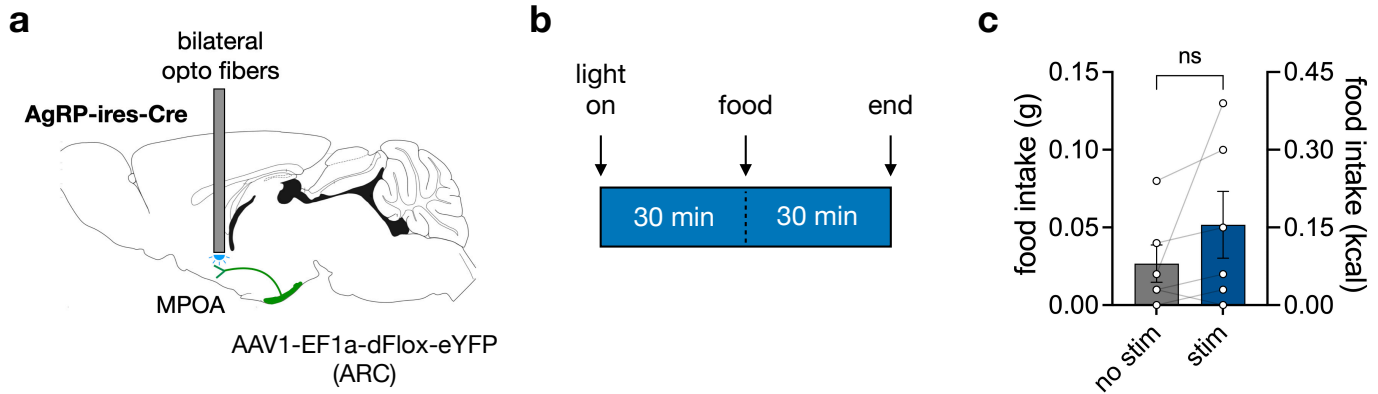 a
bilateral
opto fibers
AgRP-ires-Cre
MPOA
AAV1-EF1a-dFlox-eYFP
(ARC)
b
light
on
food
end
30 min
30 min
c
ns
food intake (g)
0.15
0.10
0.05
0.00
0.45
0.30
0.15
0.00
food intake (kcal)
no stim
stim